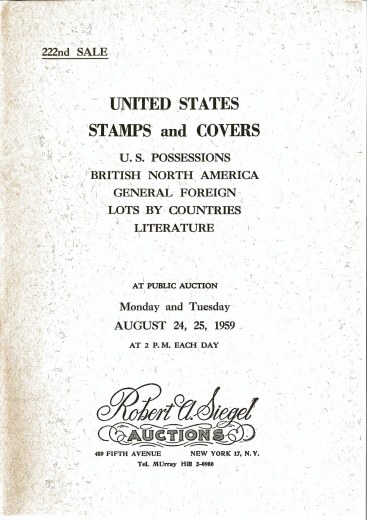 222nd SALE
UNITED STATES
STAMPS and COVERS
U. S. POSSESSIONS
BRITISH NORTH AMERICA
GENERAL FOREIGN
LOTS BY COUNTRIES
LITERATURE
AT PUBLIC AUCTION
Monday and Tuesday
AUGUST 24, 25, 1959
AT 2 P. M. EACH DAY
Robert A. Siegel
AUCTIONS
489 FIFTH AVENUE NEW YORK 17, N. Y.
Tel. MUrray Hill 2-0980